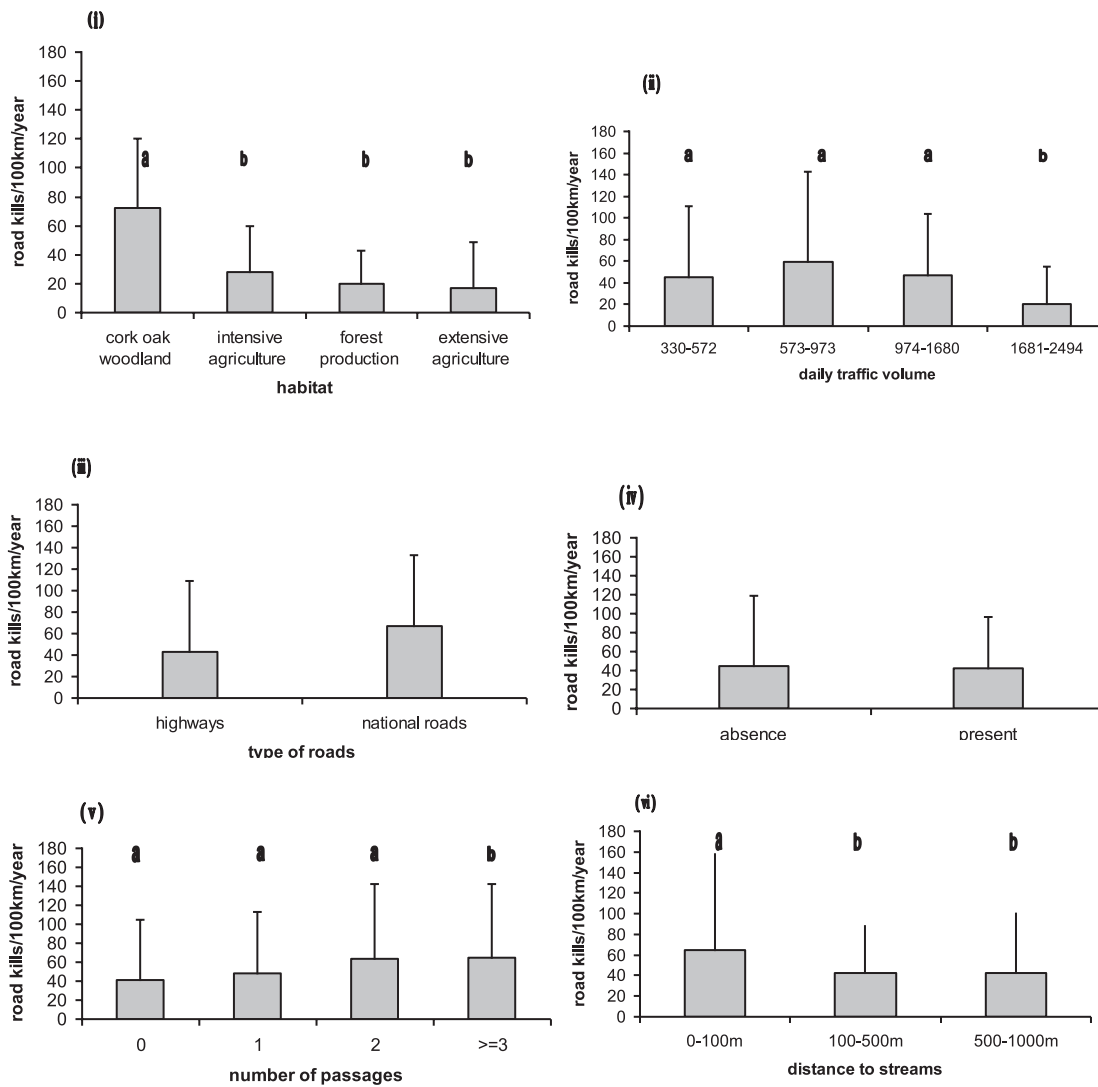 (i)
180
160
140
120
100
80
60
40
20
0
road kills/100km/year
a b b b
cork oak woodland
intensive agriculture
forest production
extensive agriculture
habitat
(ii)
180
160
140
120
100
80
60
40
20
0
road kills/100km/year
a a a b
330-572 573-973 974-1680 1681-2494
daily traffic volume
(iii)
180
160
140
120
100
80
60
40
20
0
road kills/100km/year
highways national roads
type of roads
(iv)
180
160
140
120
100
80
60
40
20
0
road kills/100km/year
absence present
(v)
180
160
140
120
100
80
60
40
20
0
road kills/100km/year
a a a b
0 1 2 >=3
number of passages
(vi)
180
160
140
120
100
80
60
40
20
0
road kills/100km/year
a b b
0-100m 100-500m 500-1000m
distance to streams